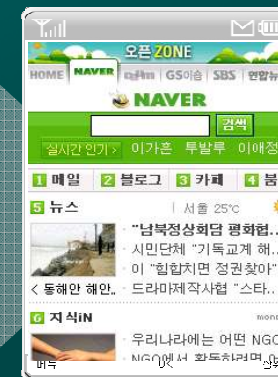 오픈 ZONE
HOME NAVER GS이숍 SBS 연합뉴
NAVER
검색
실시간 인기> 이가흔 투발루 이애정
1 메일 2 블로그 3 카페 4 붐
5 뉴스 | 서울 25℃
"남북정상회담 평화협..
· 시민단체 "기독교계 해..
· 이 "힘합치면 정권찾아"
< 동해안 해안.. · 드라마제작사협 "스타..
6 지식iN
· 우리나라에는 어떤 NGO
· NGO에서 활동하려면
메뉴 OK